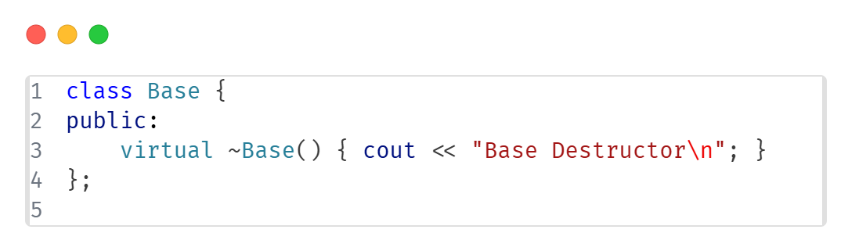 1 class Base {
2 public:
3     virtual ~Base() { cout << "Base Destructor\n"; }
4 };
5